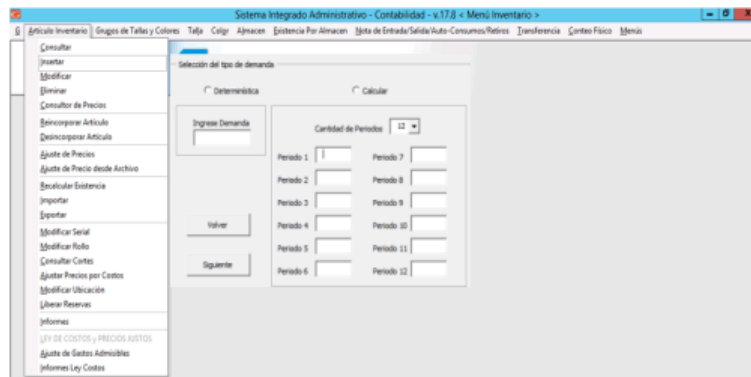 Sistema Integrado Administrativo - Contabilidad - v.17.8 < Menú Inventario >
G Artículo Inventario Grupos de Tallas y Colores Talja Color Almacen Existencia Por Almacen Nota de Entrada/Salida/Auto-Consumos/Retiros Transferencia Conteo Físico Menús
Consultar
Insertar
Modificar
Eliminar
Consultor de Precios
Reincorporar Artículo
Desincorporar Artículo
Ajuste de Precios
Ajuste de Precio desde Archivo
Recalcular Existencia
Importar
Exportar
Modificar Serial
Modificar Rollo
Consultar Cortes
Ajustar Precios por Costos
Modificar Ubicación
Liberar Reservas
Informes
LEY DE COSTOS y PRECIOS JUSTOS
Ajuste de Gastos Admisibles
Informes Ley Costos
Selección del tipo de demanda
Determinística
Calcular
Ingrese Demanda
Cantidad de Periodos 12
Periodo 1 Periodo 7
Periodo 2 Periodo 8
Periodo 3 Periodo 9
Periodo 4 Periodo 10
Periodo 5 Periodo 11
Periodo 6 Periodo 12
Volver
Siguiente